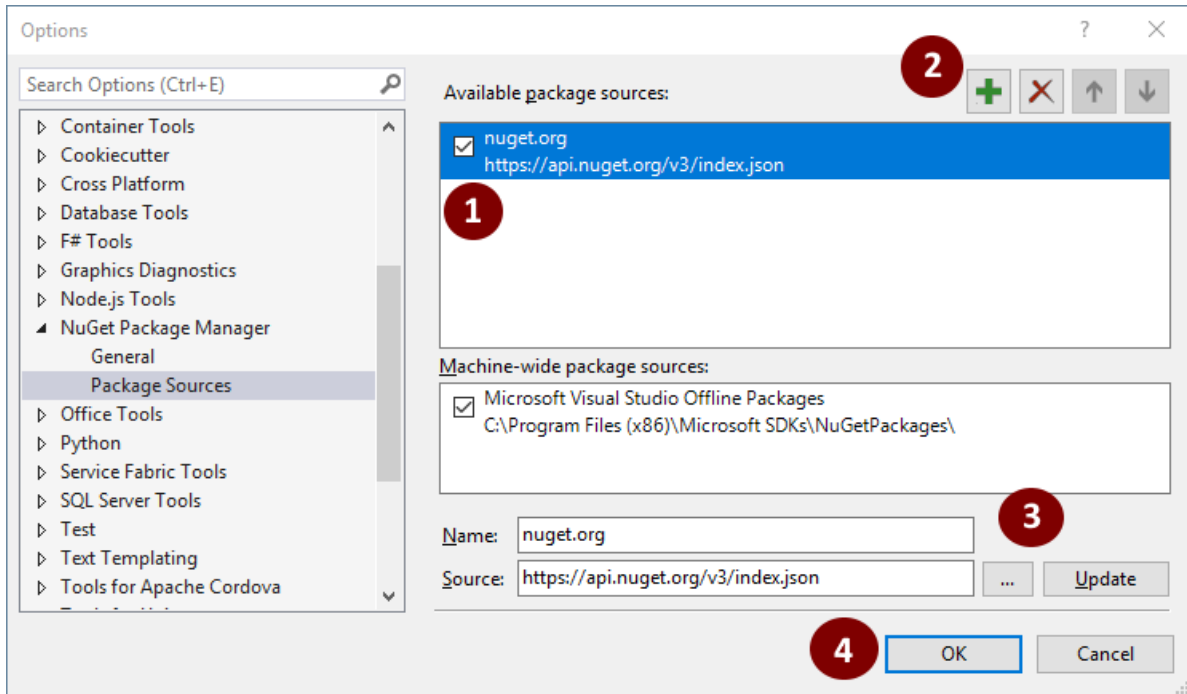 Options
?
Search Options (Ctrl+E)
Container Tools
Cookiecutter
Cross Platform
Database Tools
F# Tools
Graphics Diagnostics
Node.js Tools
NuGet Package Manager
General
Package Sources
Office Tools
Python
Service Fabric Tools
SQL Server Tools
Test
Text Templating
Tools for Apache Cordova
2
Available package sources:
nuget.org
https://api.nuget.org/v3/index.json
1
Machine-wide package sources:
Microsoft Visual Studio Offline Packages
C:\Program Files (x86)\Microsoft SDKs\NuGetPackages\
3
Name: nuget.org
Source: https://api.nuget.org/v3/index.json ... Update
4 OK Cancel